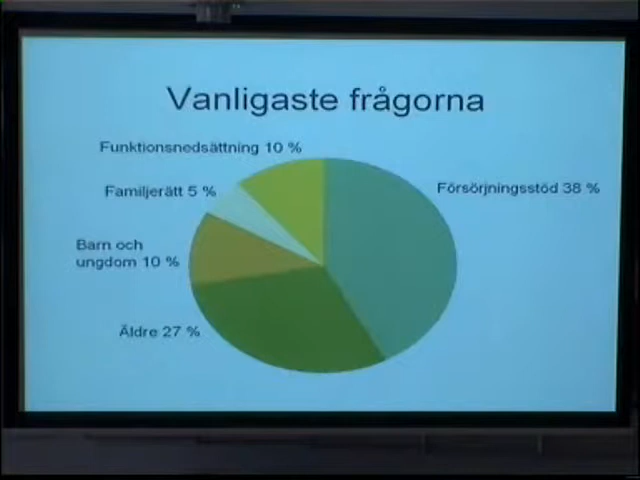 Vanligaste frågorna
Funktionsnedsättning 10 %
Familjerätt 5 %
Försörjningsstöd 38 %
Barn och
ungdom 10 %
Äldre 27 %